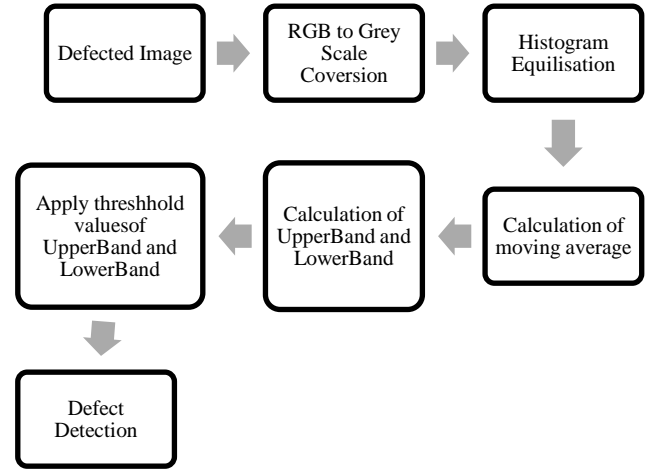 Defected Image
RGB to Grey
Scale
Coversion
Histogram
Equilisation
Calculation of
moving average
Calculation of
UpperBand and
LowerBand
Apply threshhold
valuesof
UpperBand and
LowerBand
Defect
Detection